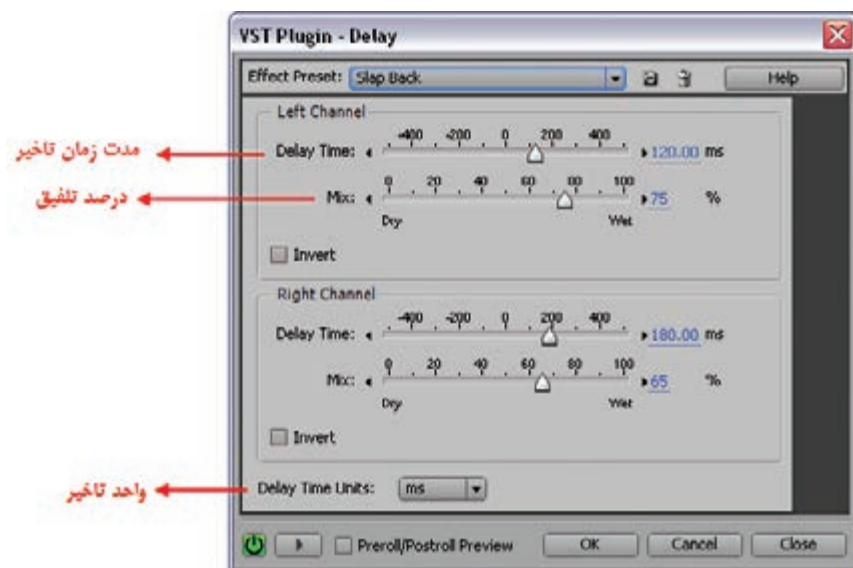 VST Plugin - Delay
Effect Preset: Slap Back Help
Left Channel
-400 -200 0 200 400
مدت زمان تاخیر
Delay Time: 120.00 ms
0 20 40 60 80 100
درصد تلفیق
Mix: 75 %
Dry Wet
Invert
Right Channel
-400 -200 0 200 400
Delay Time: 180.00 ms
0 20 40 60 80 100
Mix: 65 %
Dry Wet
Invert
واحد تاخیر
Delay Time Units: ms
Preroll/Postroll Preview OK Cancel Close